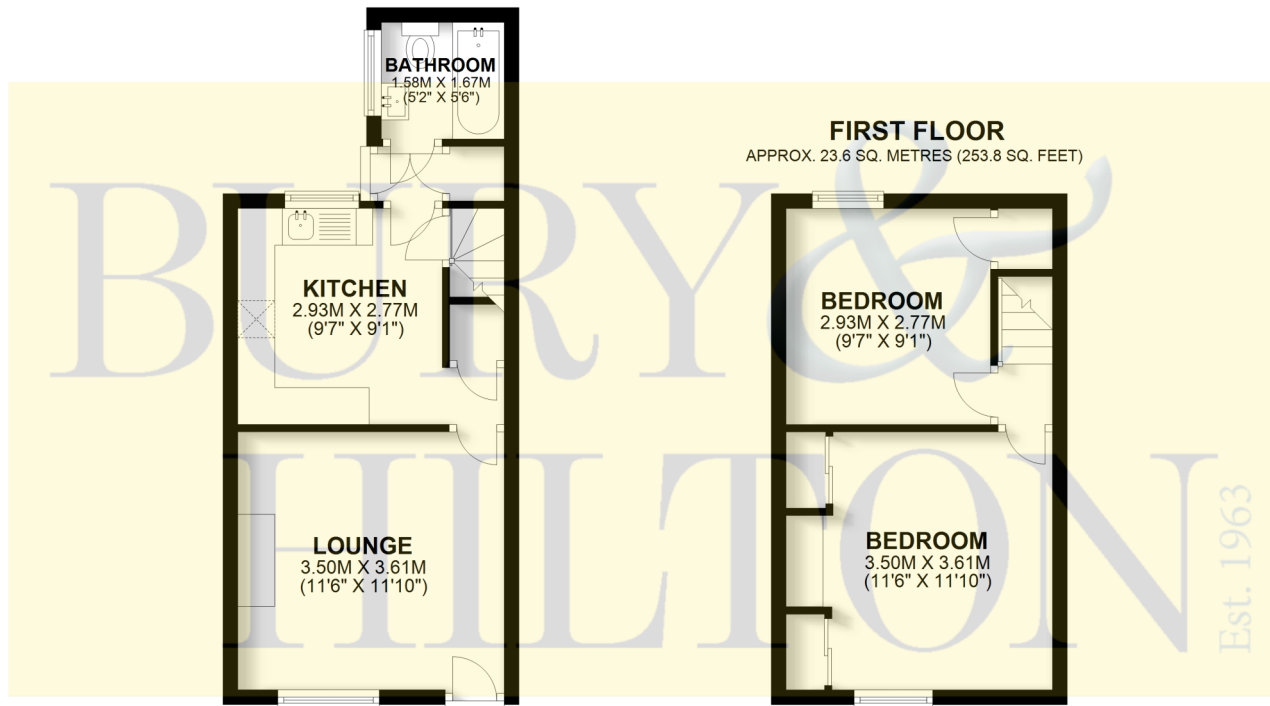 BATHROOM
1.58M X 1.67M
(5'2" X 5'6")
KITCHEN
2.93M X 2.77M
(9'7" X 9'1")
LOUNGE
3.50M X 3.61M
(11'6" X 11'10")
FIRST FLOOR
APPROX. 23.6 SQ. METRES (253.8 SQ. FEET)
BEDROOM
2.93M X 2.77M
(9'7" X 9'1")
BEDROOM
3.50M X 3.61M
(11'6" X 11'10")
BURY &
HILTON
Est. 1963